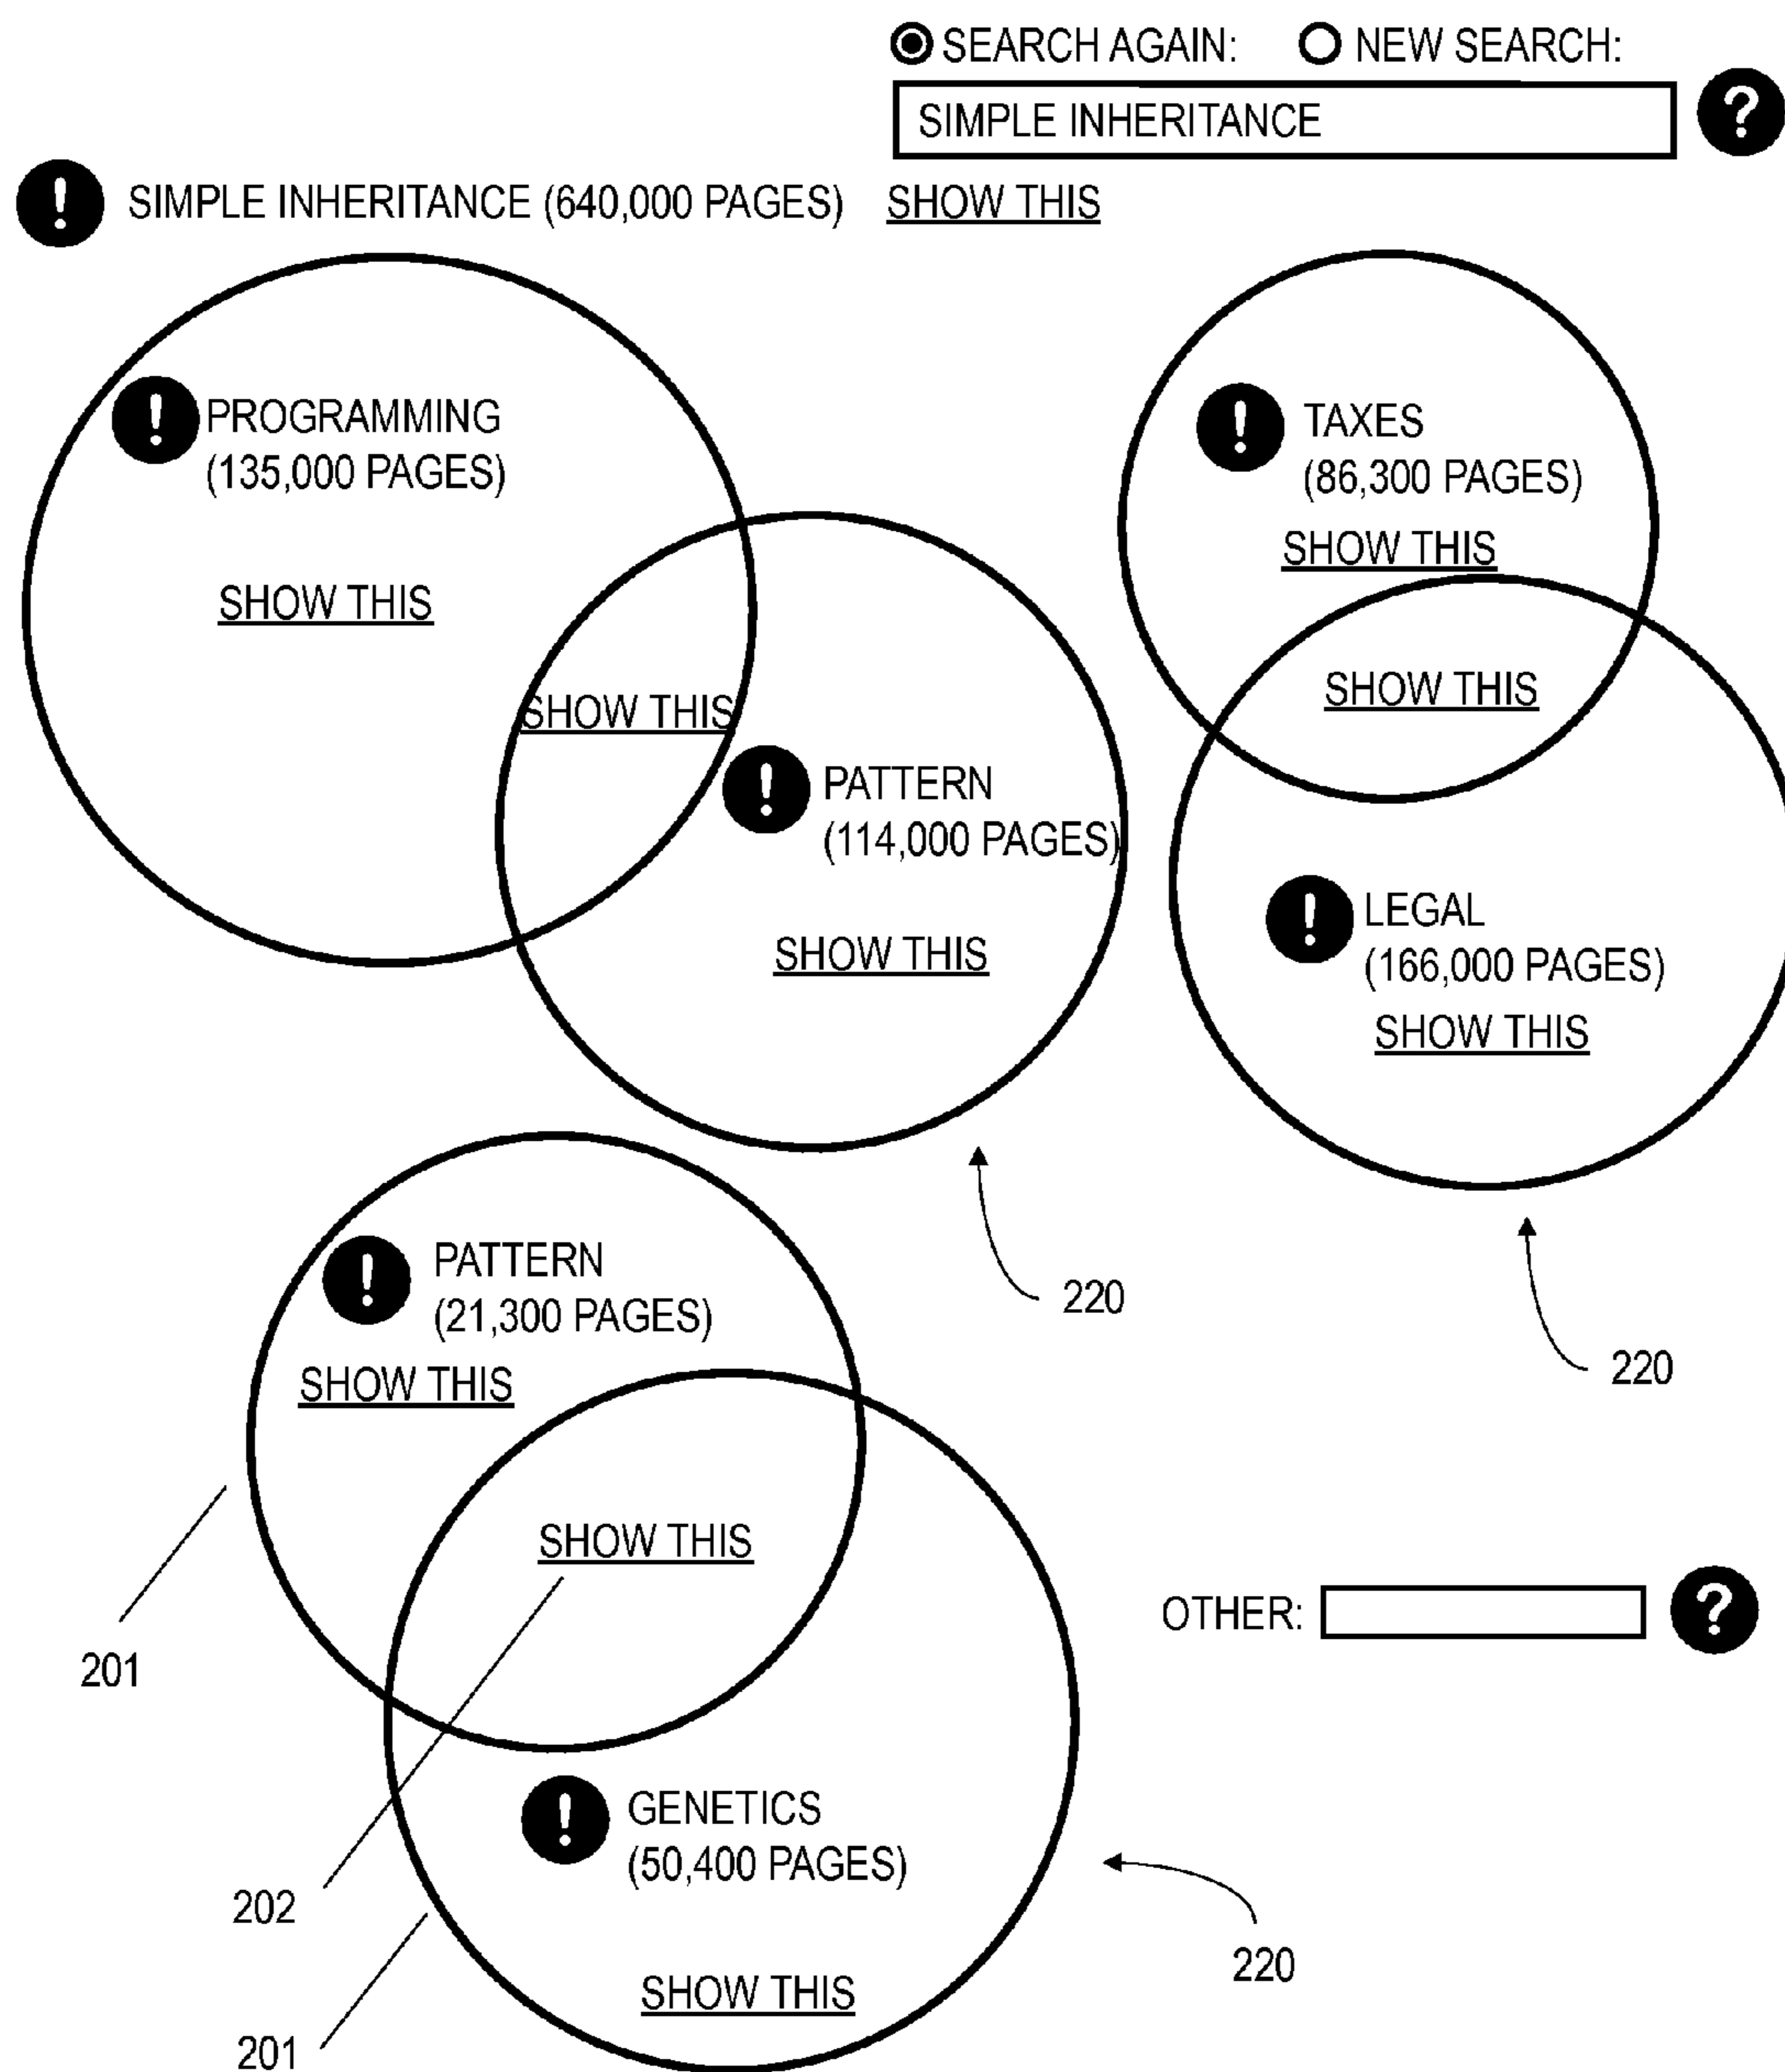 SEARCH AGAIN: NEW SEARCH:
SIMPLE INHERITANCE ?
! SIMPLE INHERITANCE (640,000 PAGES) SHOW THIS
! PROGRAMMING
(135,000 PAGES)
SHOW THIS
SHOW THIS
! PATTERN
(114,000 PAGES)
SHOW THIS
220
! TAXES
(86,300 PAGES)
SHOW THIS
SHOW THIS
! LEGAL
(166,000 PAGES)
SHOW THIS
220
! PATTERN
(21,300 PAGES)
SHOW THIS
201
SHOW THIS
202
! GENETICS
(50,400 PAGES)
SHOW THIS
201
220
OTHER: ?